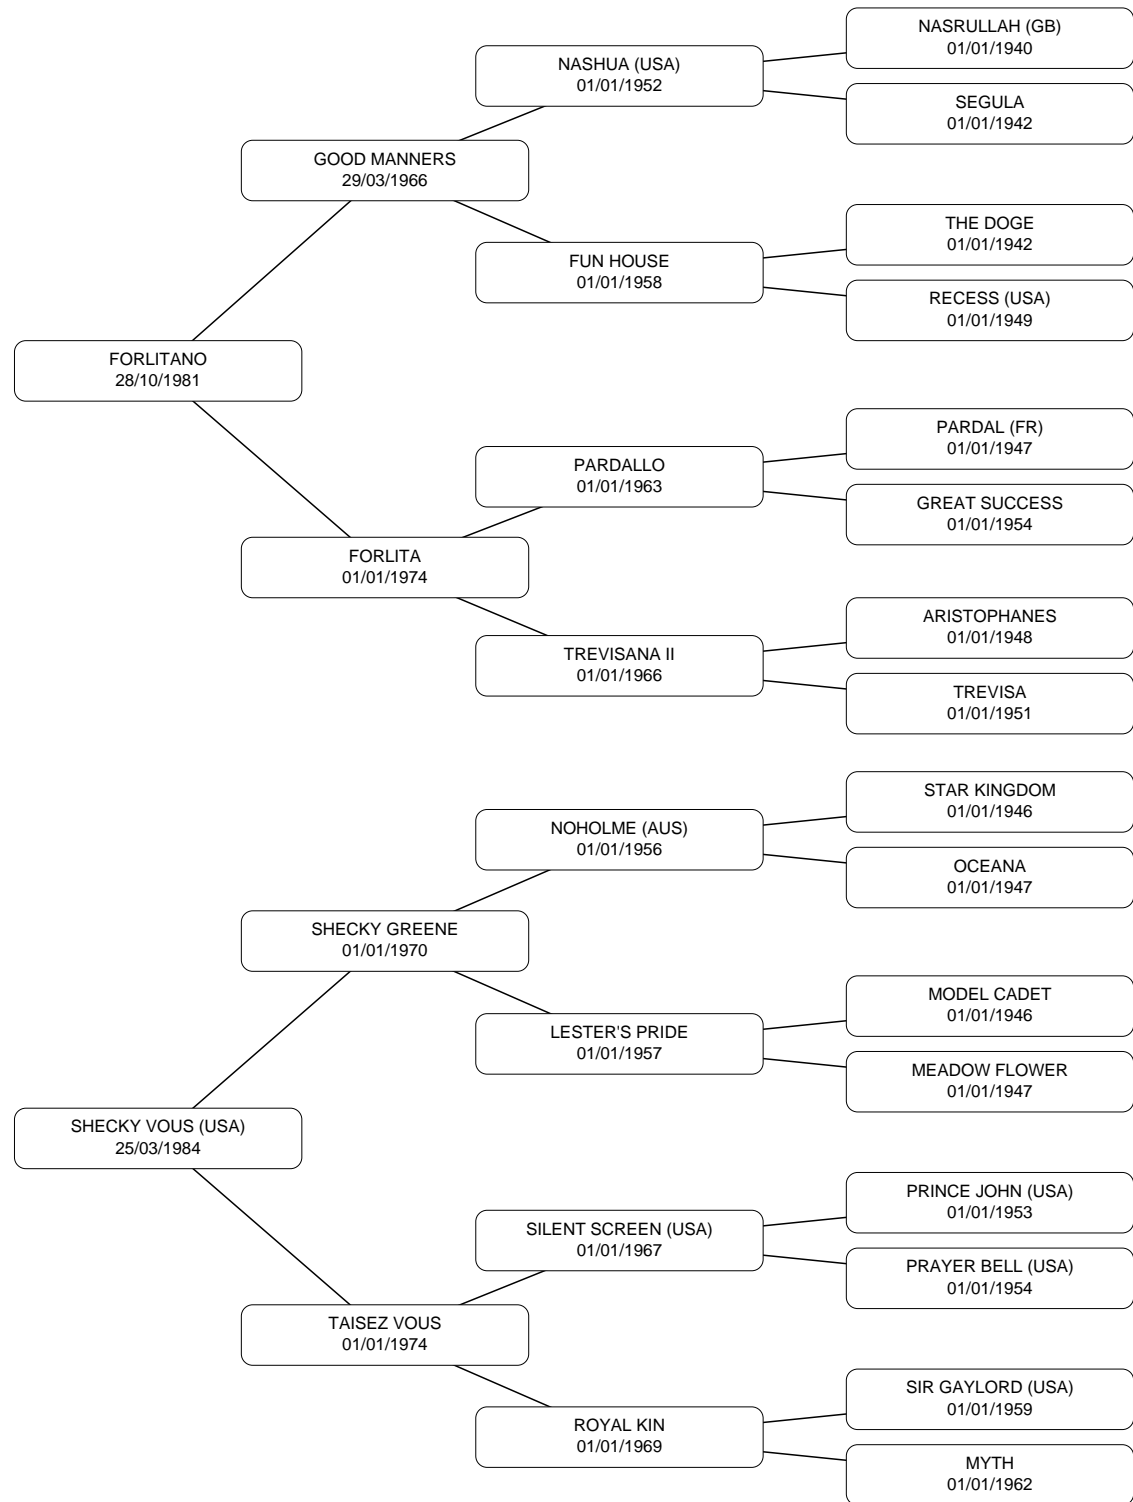 NASRULLAH (GB)
01/01/1940
NASHUA (USA)
01/01/1952
SEGULA
01/01/1942
GOOD MANNERS
29/03/1966
THE DOGE
01/01/1942
FUN HOUSE
01/01/1958
RECESS (USA)
01/01/1949
FORLITANO
28/10/1981
PARDAL (FR)
01/01/1947
PARDALLO
01/01/1963
GREAT SUCCESS
01/01/1954
FORLITA
01/01/1974
ARISTOPHANES
01/01/1948
TREVISANA II
01/01/1966
TREVISA
01/01/1951
STAR KINGDOM
01/01/1946
NOHOLME (AUS)
01/01/1956
OCEANA
01/01/1947
SHECKY GREENE
01/01/1970
MODEL CADET
01/01/1946
LESTER'S PRIDE
01/01/1957
MEADOW FLOWER
01/01/1947
SHECKY VOUS (USA)
25/03/1984
PRINCE JOHN (USA)
01/01/1953
SILENT SCREEN (USA)
01/01/1967
PRAYER BELL (USA)
01/01/1954
TAISEZ VOUS
01/01/1974
SIR GAYLORD (USA)
01/01/1959
ROYAL KIN
01/01/1969
MYTH
01/01/1962